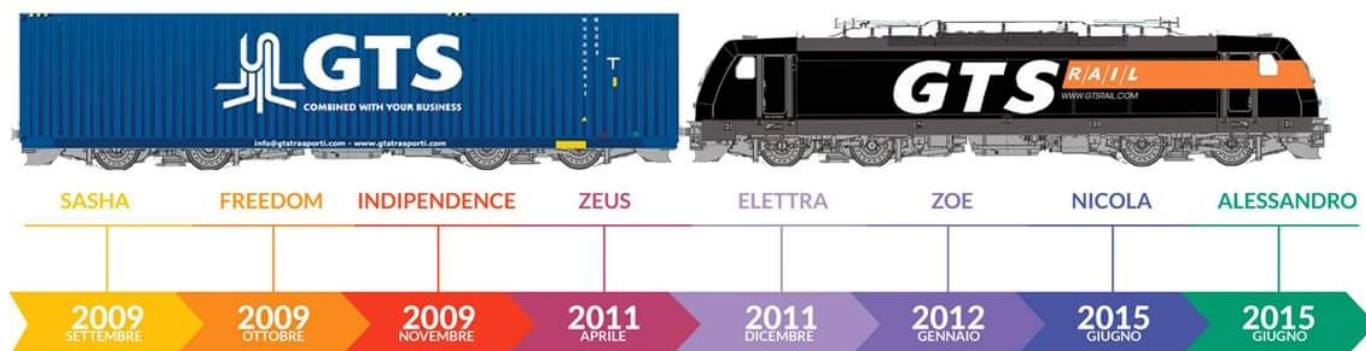 GTS
COMBINED WITH YOUR BUSINESS
info@gtstrasporti.com - www.gtstrasporti.com
GTS RAIL
WWW.GTSRAIL.COM
SASHA FREEDOM INDIPENDENCE ZEUS ELETTRA ZOE NICOLA ALESSANDRO
2009 2009 2009 2011 2011 2012 2015 2015
SETTEMBRE OTTOBRE NOVEMBRE APRILE DICEMBRE GENNAIO GIUGNO GIUGNO